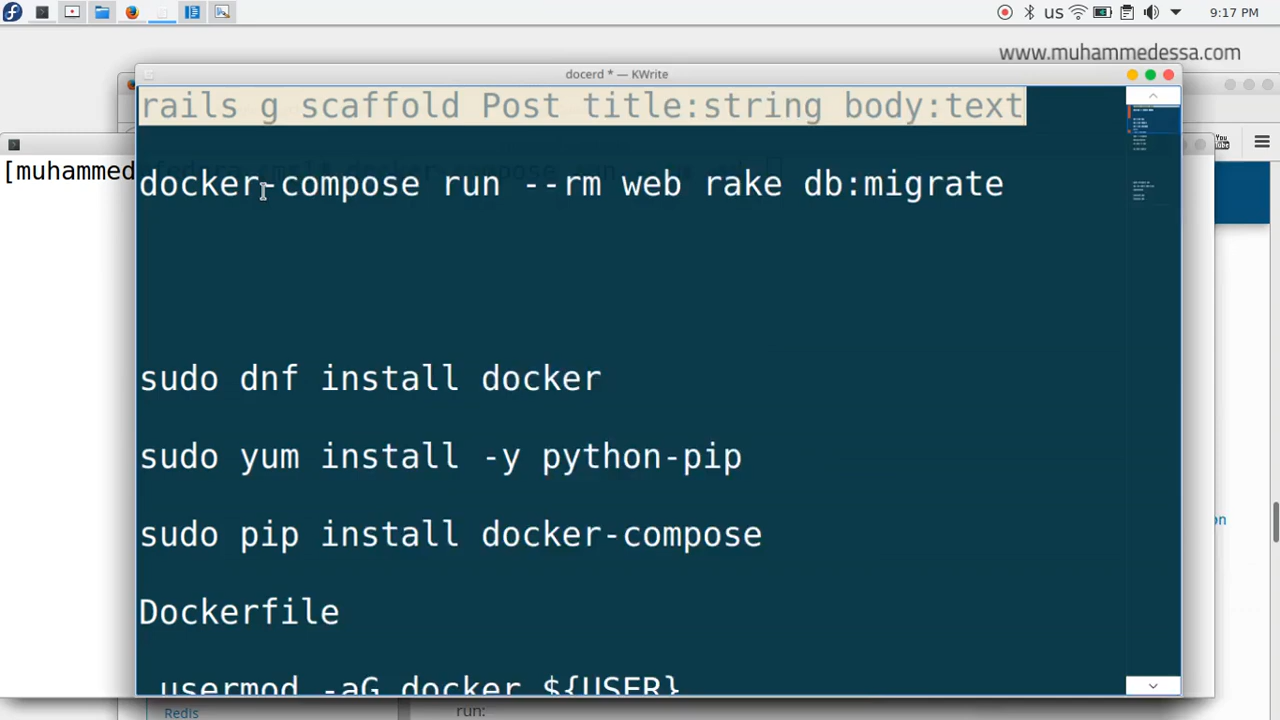 us
9:17 PM
www.muhammedessa.com
docerd * — KWrite
rails g scaffold Post title:string body:text
[muhammed
docker-compose run --rm web rake db:migrate
sudo dnf install docker
sudo yum install -y python-pip
sudo pip install docker-compose
Dockerfile
usermod -aG docker ${USER}
on
Redis
run: